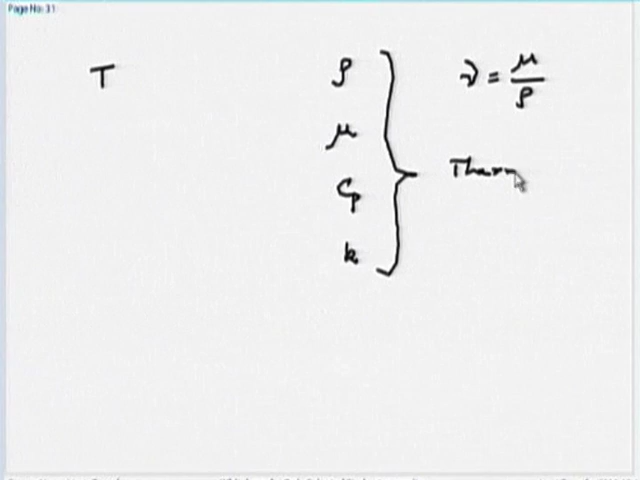 Page No: 31
T ρ ν = μ/ρ
μ
Therm
Cp
k